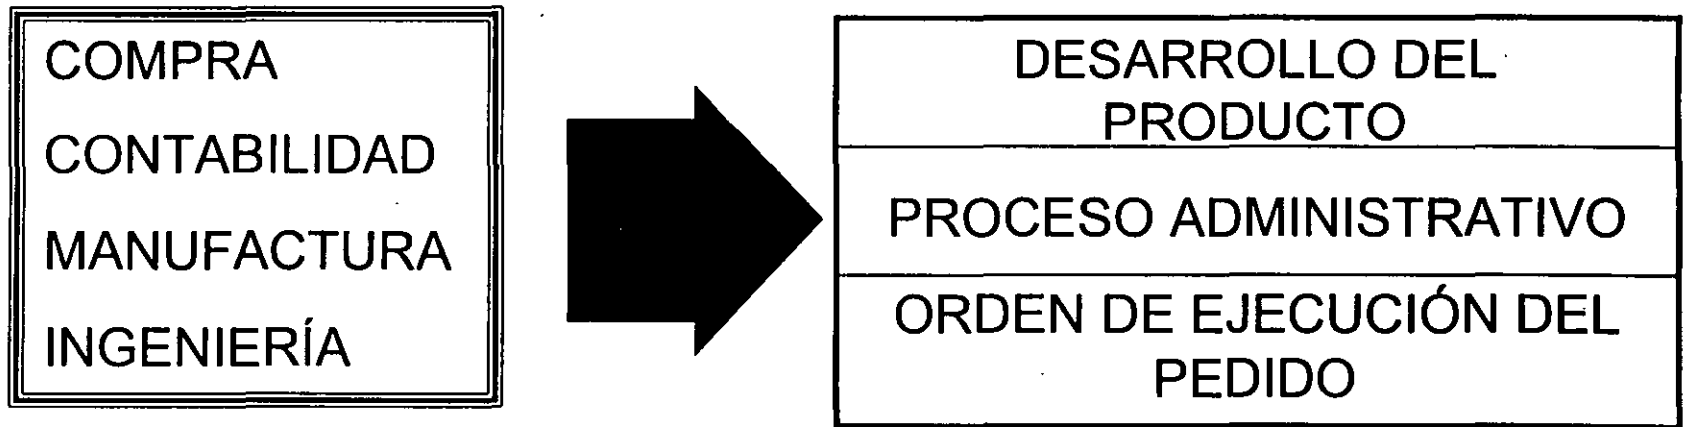 COMPRA
CONTABILIDAD
MANUFACTURA
INGENIERÍA
DESARROLLO DEL
PRODUCTO
PROCESO ADMINISTRATIVO
ORDEN DE EJECUCIÓN DEL
PEDIDO